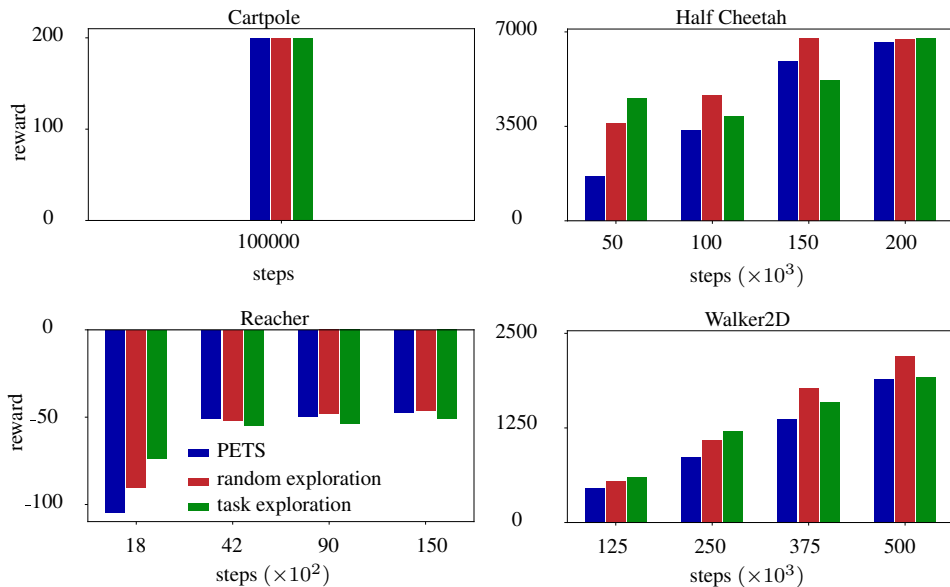 Cartpole
200
100
0
reward
100000
steps
Half Cheetah
7000
3500
0
50 100 150 200
steps (×10³)
Reacher
-0
-50
-100
reward
PETS
random exploration
task exploration
18 42 90 150
steps (×10²)
Walker2D
2500
1250
0
125 250 375 500
steps (×10³)